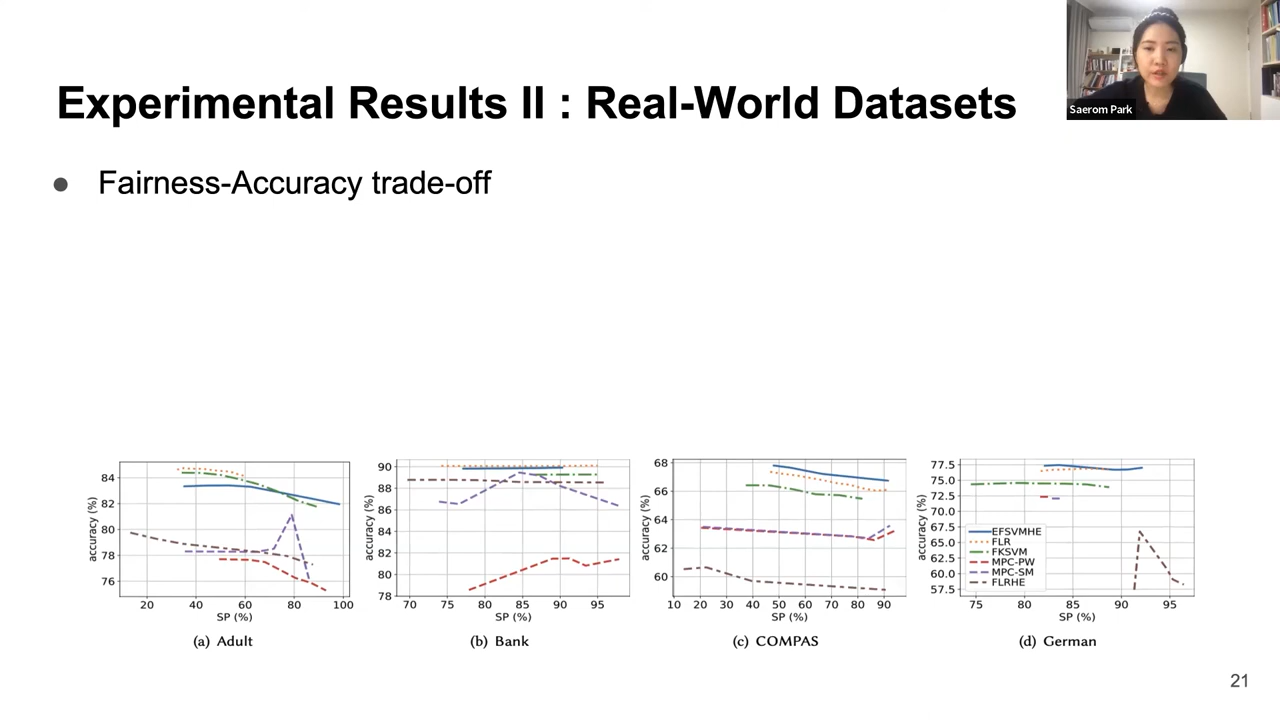 Saerom Park
Experimental Results II : Real-World Datasets
● Fairness-Accuracy trade-off
84
82
80
78
76
accuracy (%)
20 40 60 80 100
SP (%)
(a) Adult
90
88
86
84
82
80
78
accuracy (%)
70 75 80 85 90 95
SP (%)
(b) Bank
68
66
64
62
60
accuracy (%)
10 20 30 40 50 60 70 80 90
SP (%)
(c) COMPAS
77.5
75.0
72.5
70.0
67.5
65.0
62.5
60.0
57.5
accuracy (%)
EFSVMHE
FLR
FKSVM
MPC-PW
MPC-SM
FLRHE
75 80 85 90 95
SP (%)
(d) German
21